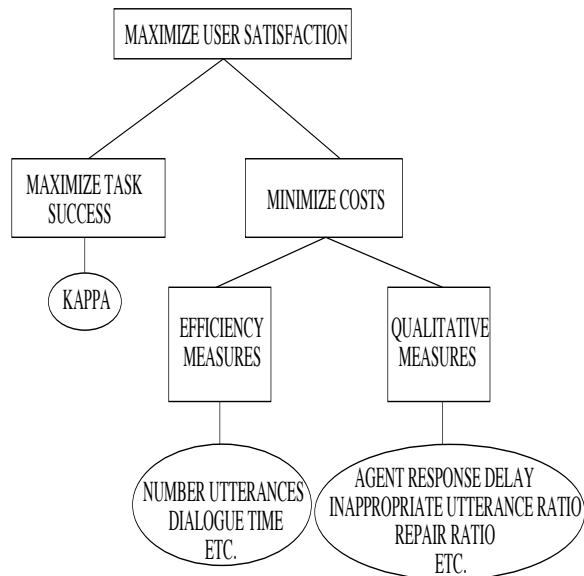 MAXIMIZE USER SATISFACTION
MAXIMIZE TASK
SUCCESS
MINIMIZE COSTS
KAPPA
EFFICIENCY
MEASURES
QUALITATIVE
MEASURES
NUMBER UTTERANCES
DIALOGUE TIME
ETC.
AGENT RESPONSE DELAY
INAPPROPRIATE UTTERANCE RATIO
REPAIR RATIO
ETC.